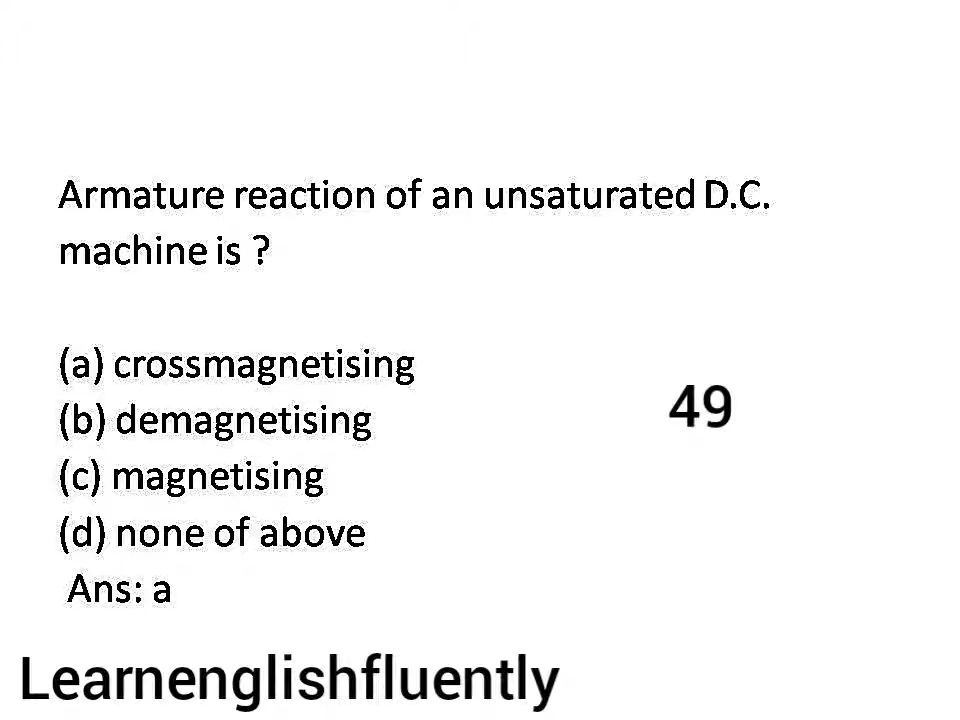 Armature reaction of an unsaturated D.C.
machine is ?
(a) crossmagnetising
(b) demagnetising
49
(c) magnetising
(d) none of above
Ans: a
Learnenglishfluently